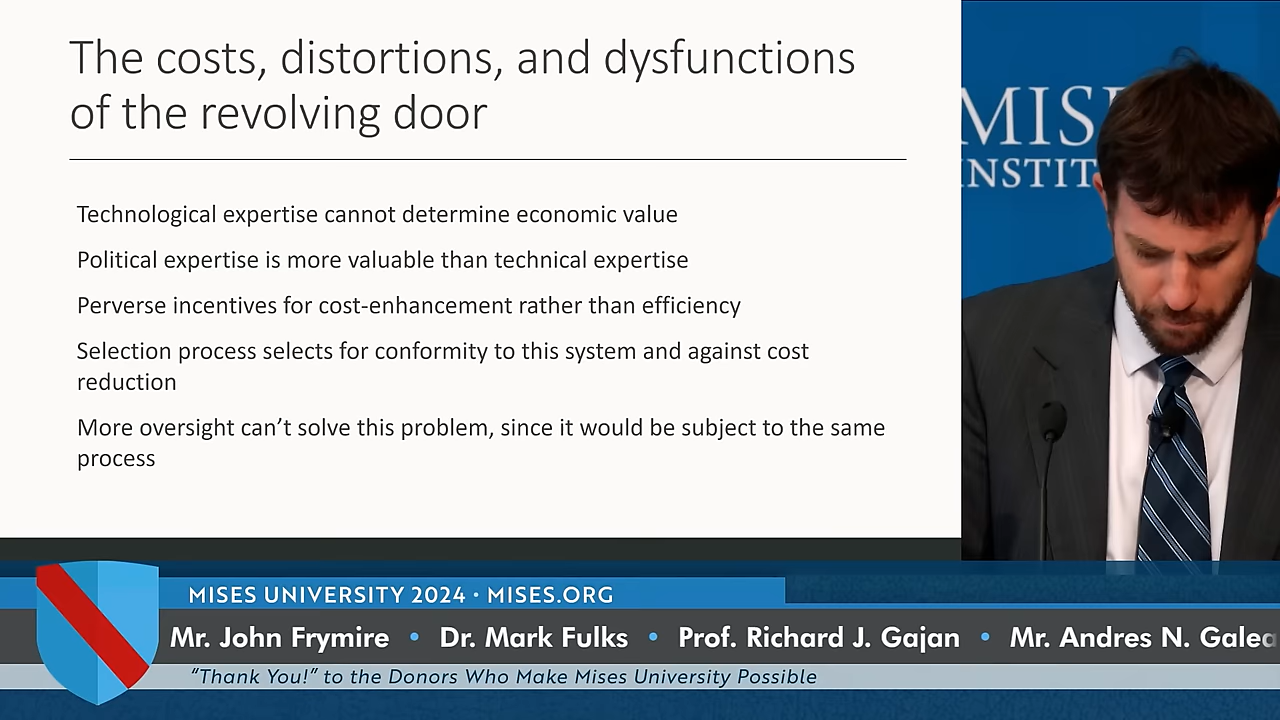 The costs, distortions, and dysfunctions
of the revolving door
Technological expertise cannot determine economic value
Political expertise is more valuable than technical expertise
Perverse incentives for cost-enhancement rather than efficiency
Selection process selects for conformity to this system and against cost
reduction
More oversight can’t solve this problem, since it would be subject to the same
process
MISES UNIVERSITY 2024 • MISES.ORG
Mr. John Frymire • Dr. Mark Fulks • Prof. Richard J. Gajan • Mr. Andres N.
“Thank You!” to the Donors Who Make Mises University Possible